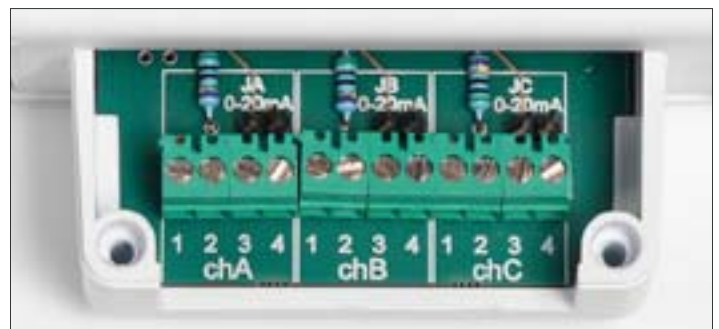 JA JB JC
0-20mA 0-20mA 0-20mA
1 2 3 4 1 2 3 4 1 2 3 4
chA chB chC